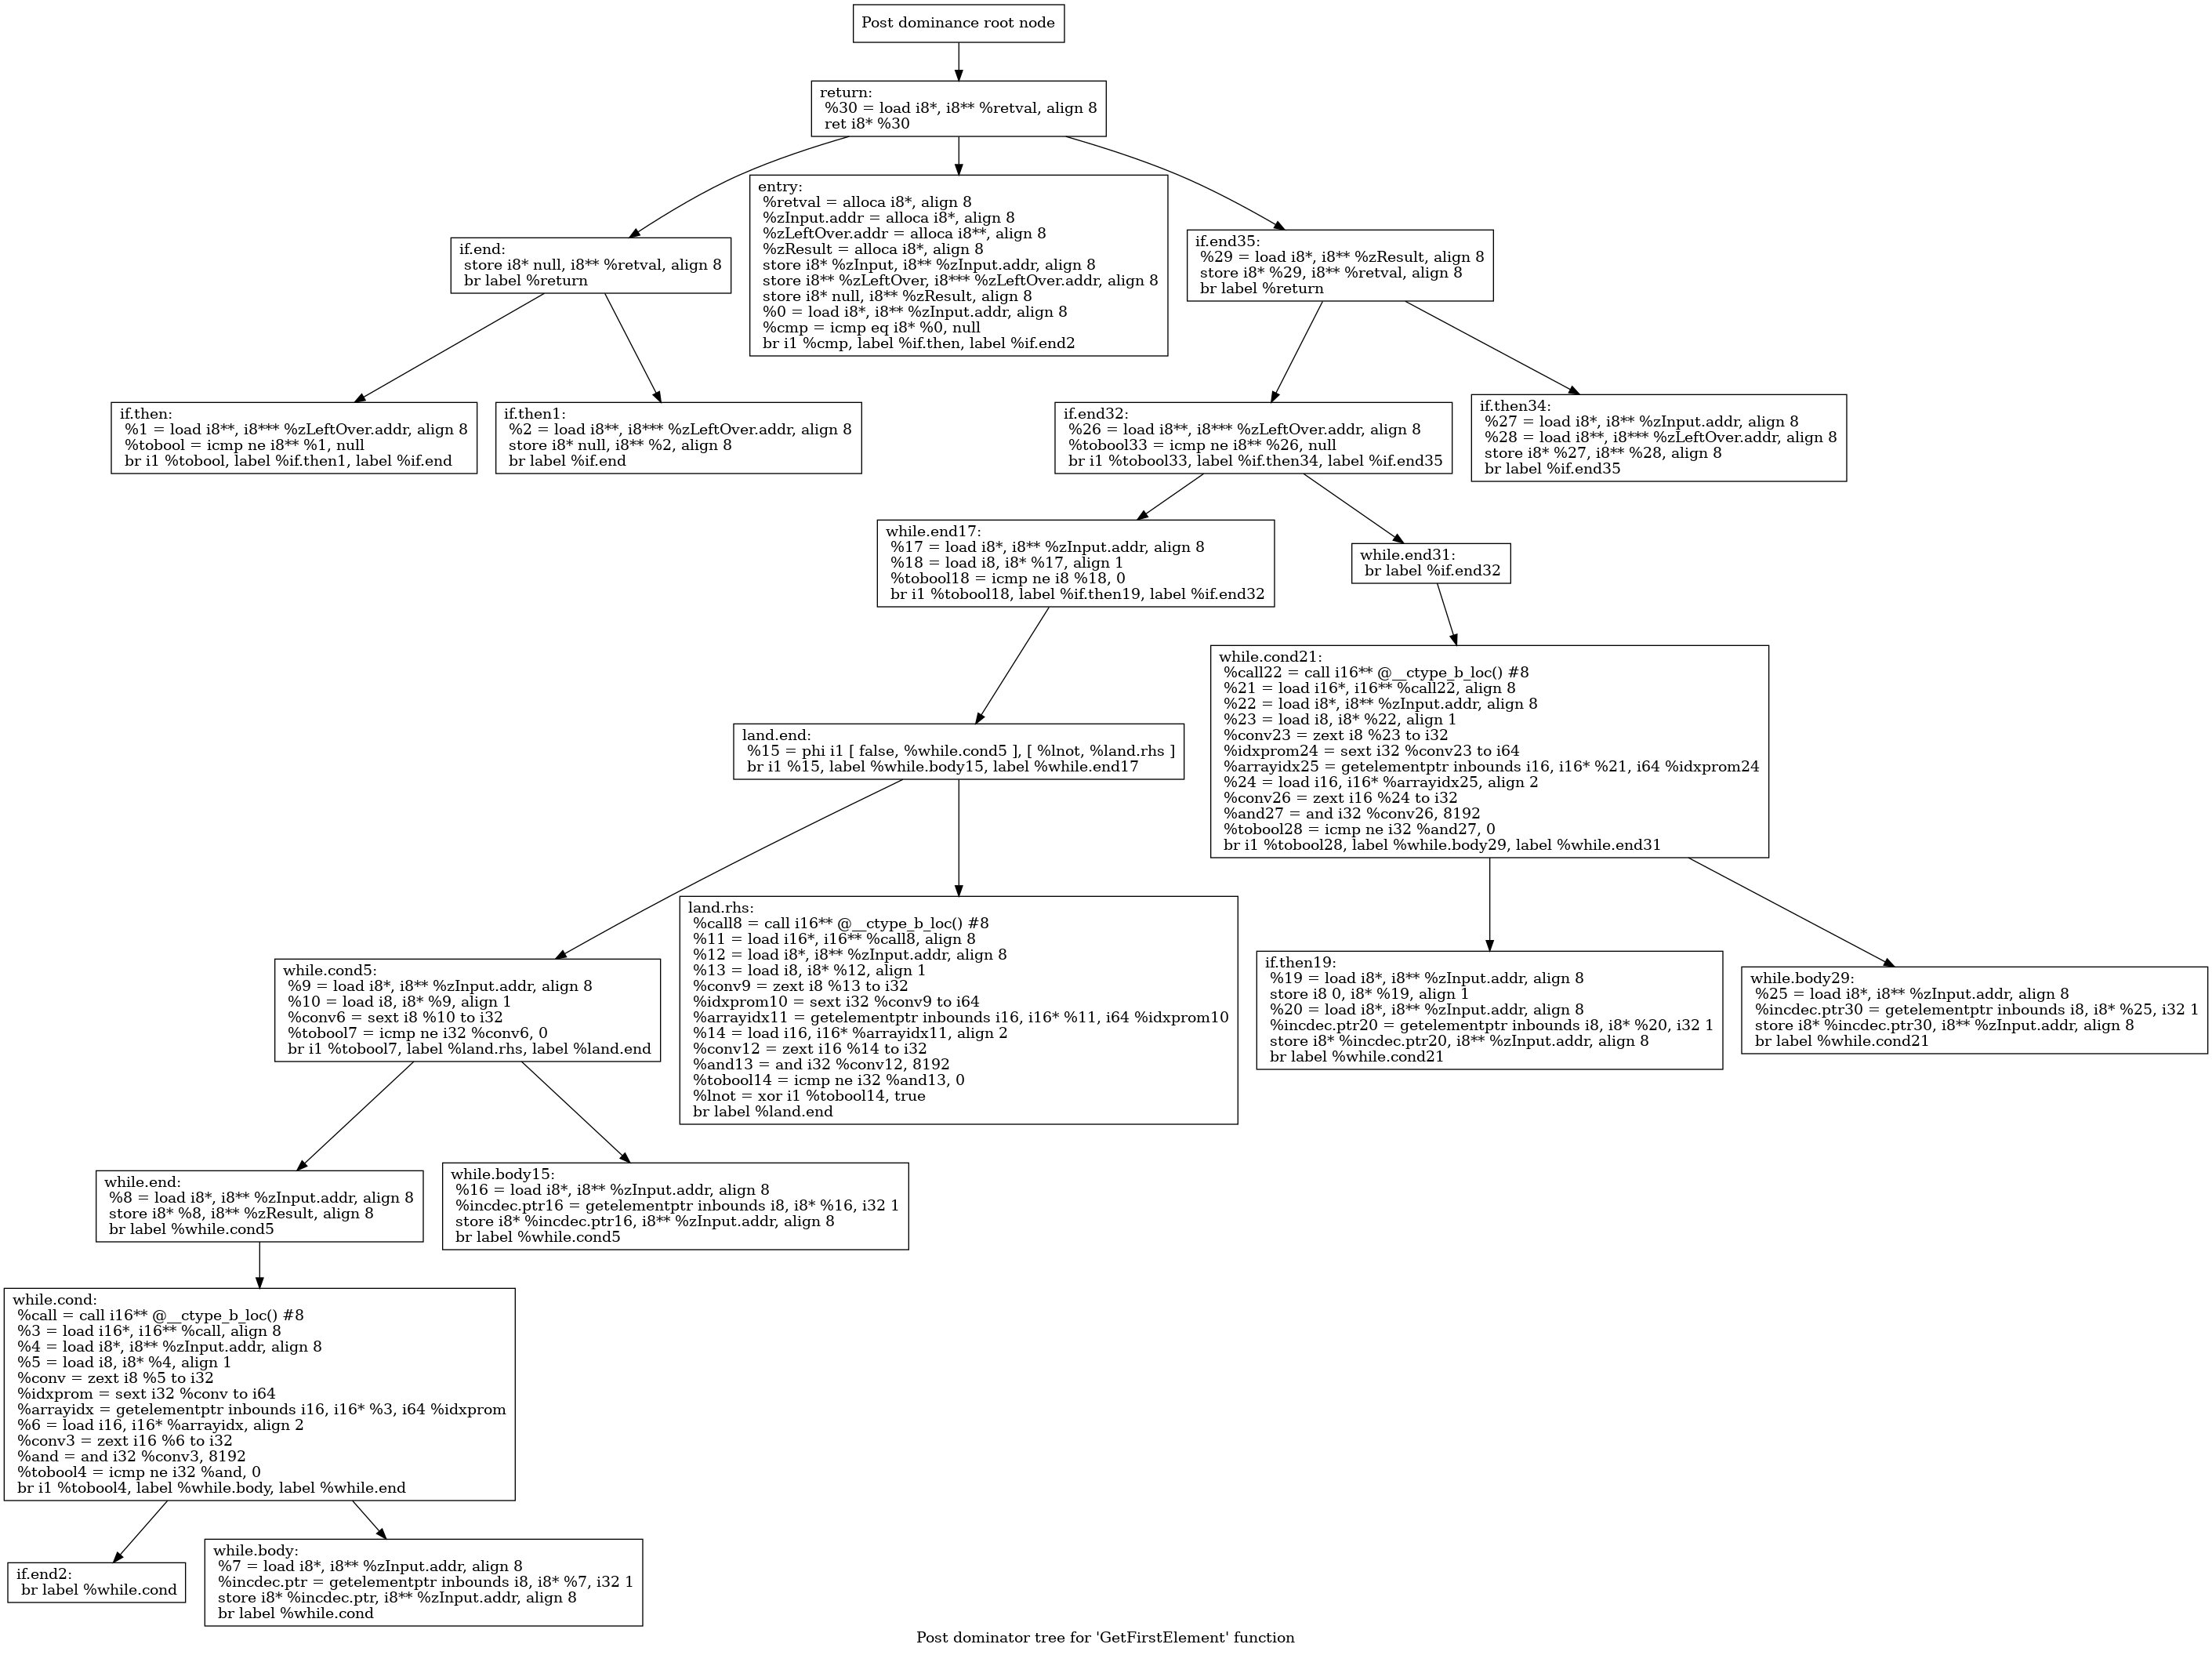 Post dominance root node
return:
%30 = load i8*, i8** %retval, align 8
ret i8* %30
if.end:
store i8* null, i8** %retval, align 8
br label %return
entry:
%retval = alloca i8*, align 8
%zInput.addr = alloca i8*, align 8
%zLeftOver.addr = alloca i8**, align 8
%zResult = alloca i8*, align 8
store i8* %zInput, i8** %zInput.addr, align 8
store i8** %zLeftOver, i8*** %zLeftOver.addr, align 8
store i8* null, i8** %zResult, align 8
%0 = load i8*, i8** %zInput.addr, align 8
%cmp = icmp eq i8* %0, null
br i1 %cmp, label %if.then, label %if.end2
if.end35:
%29 = load i8*, i8** %zResult, align 8
store i8* %29, i8** %retval, align 8
br label %return
if.then:
%1 = load i8**, i8*** %zLeftOver.addr, align 8
%tobool = icmp ne i8** %1, null
br i1 %tobool, label %if.then1, label %if.end
if.then1:
%2 = load i8**, i8*** %zLeftOver.addr, align 8
store i8* null, i8** %2, align 8
br label %if.end
if.end32:
%26 = load i8**, i8*** %zLeftOver.addr, align 8
%tobool33 = icmp ne i8** %26, null
br i1 %tobool33, label %if.then34, label %if.end35
if.then34:
%27 = load i8*, i8** %zInput.addr, align 8
%28 = load i8**, i8*** %zLeftOver.addr, align 8
store i8* %27, i8** %28, align 8
br label %if.end35
while.end17:
%17 = load i8*, i8** %zInput.addr, align 8
%18 = load i8, i8* %17, align 1
%tobool18 = icmp ne i8 %18, 0
br i1 %tobool18, label %if.then19, label %if.end32
while.end31:
br label %if.end32
while.cond21:
%call22 = call i16** @__ctype_b_loc() #8
%21 = load i16*, i16** %call22, align 8
%22 = load i8*, i8** %zInput.addr, align 8
%23 = load i8, i8* %22, align 1
%conv23 = zext i8 %23 to i32
%idxprom24 = sext i32 %conv23 to i64
%arrayidx25 = getelementptr inbounds i16, i16* %21, i64 %idxprom24
%24 = load i16, i16* %arrayidx25, align 2
%conv26 = zext i16 %24 to i32
%and27 = and i32 %conv26, 8192
%tobool28 = icmp ne i32 %and27, 0
br i1 %tobool28, label %while.body29, label %while.end31
land.end:
%15 = phi i1 [ false, %while.cond5 ], [ %lnot, %land.rhs ]
br i1 %15, label %while.body15, label %while.end17
land.rhs:
%call8 = call i16** @__ctype_b_loc() #8
%11 = load i16*, i16** %call8, align 8
%12 = load i8*, i8** %zInput.addr, align 8
%13 = load i8, i8* %12, align 1
%conv9 = zext i8 %13 to i32
%idxprom10 = sext i32 %conv9 to i64
%arrayidx11 = getelementptr inbounds i16, i16* %11, i64 %idxprom10
%14 = load i16, i16* %arrayidx11, align 2
%conv12 = zext i16 %14 to i32
%and13 = and i32 %conv12, 8192
%tobool14 = icmp ne i32 %and13, 0
%lnot = xor i1 %tobool14, true
br label %land.end
while.cond5:
%9 = load i8*, i8** %zInput.addr, align 8
%10 = load i8, i8* %9, align 1
%conv6 = sext i8 %10 to i32
%tobool7 = icmp ne i32 %conv6, 0
br i1 %tobool7, label %land.rhs, label %land.end
if.then19:
%19 = load i8*, i8** %zInput.addr, align 8
store i8 0, i8* %19, align 1
%20 = load i8*, i8** %zInput.addr, align 8
%incdec.ptr20 = getelementptr inbounds i8, i8* %20, i32 1
store i8* %incdec.ptr20, i8** %zInput.addr, align 8
br label %while.cond21
while.body29:
%25 = load i8*, i8** %zInput.addr, align 8
%incdec.ptr30 = getelementptr inbounds i8, i8* %25, i32 1
store i8* %incdec.ptr30, i8** %zInput.addr, align 8
br label %while.cond21
while.end:
%8 = load i8*, i8** %zInput.addr, align 8
store i8* %8, i8** %zResult, align 8
br label %while.cond5
while.body15:
%16 = load i8*, i8** %zInput.addr, align 8
%incdec.ptr16 = getelementptr inbounds i8, i8* %16, i32 1
store i8* %incdec.ptr16, i8** %zInput.addr, align 8
br label %while.cond5
while.cond:
%call = call i16** @__ctype_b_loc() #8
%3 = load i16*, i16** %call, align 8
%4 = load i8*, i8** %zInput.addr, align 8
%5 = load i8, i8* %4, align 1
%conv = zext i8 %5 to i32
%idxprom = sext i32 %conv to i64
%arrayidx = getelementptr inbounds i16, i16* %3, i64 %idxprom
%6 = load i16, i16* %arrayidx, align 2
%conv3 = zext i16 %6 to i32
%and = and i32 %conv3, 8192
%tobool4 = icmp ne i32 %and, 0
br i1 %tobool4, label %while.body, label %while.end
if.end2:
br label %while.cond
while.body:
%7 = load i8*, i8** %zInput.addr, align 8
%incdec.ptr = getelementptr inbounds i8, i8* %7, i32 1
store i8* %incdec.ptr, i8** %zInput.addr, align 8
br label %while.cond
Post dominator tree for 'GetFirstElement' function